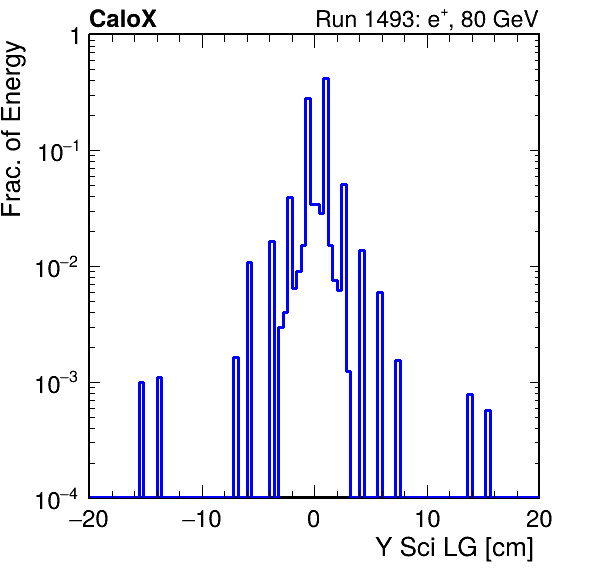 CaloX Run 1493: e⁺, 80 GeV
Frac. of Energy
1
10⁻¹
10⁻²
10⁻³
10⁻⁴
−20 −10 0 10 20
Y Sci LG [cm]